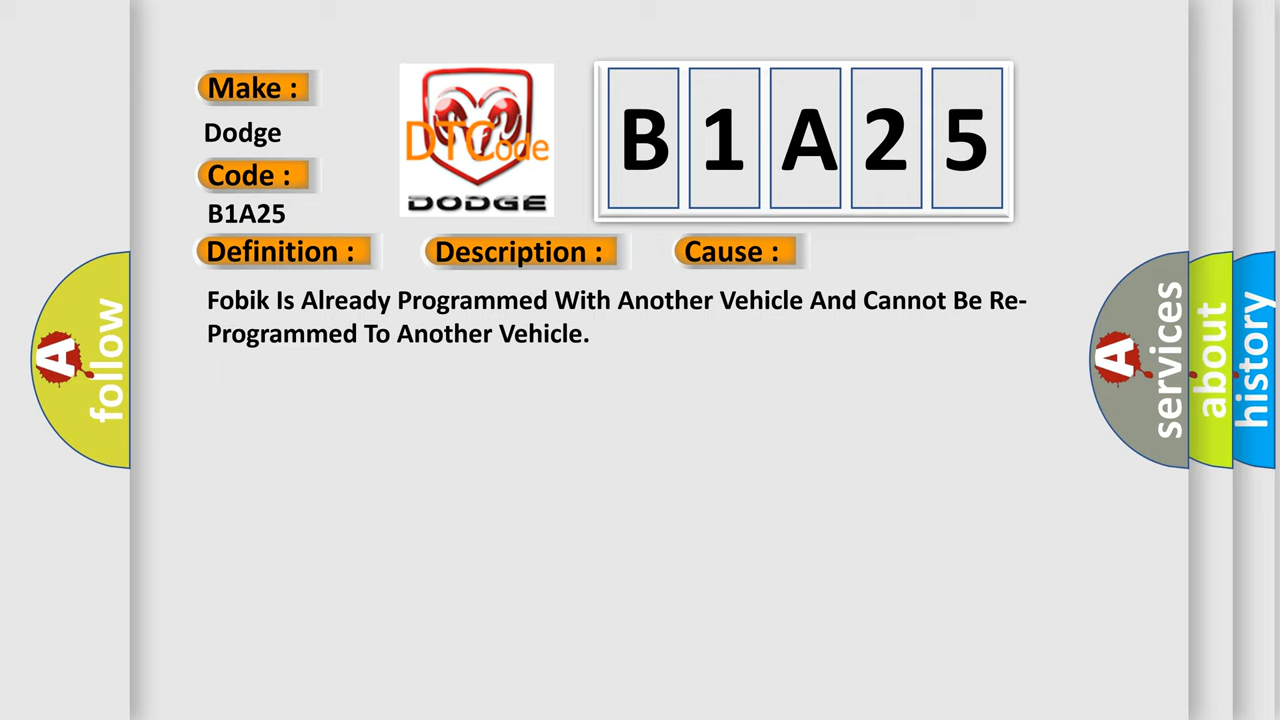 Make :
Dodge
Code :
B1A25
DTCode
DODGE
B 1 A 2 5
Definition :
Description :
Cause :
Fobik Is Already Programmed With Another Vehicle And Cannot Be Re-
Programmed To Another Vehicle.
A follow
A services
about
history